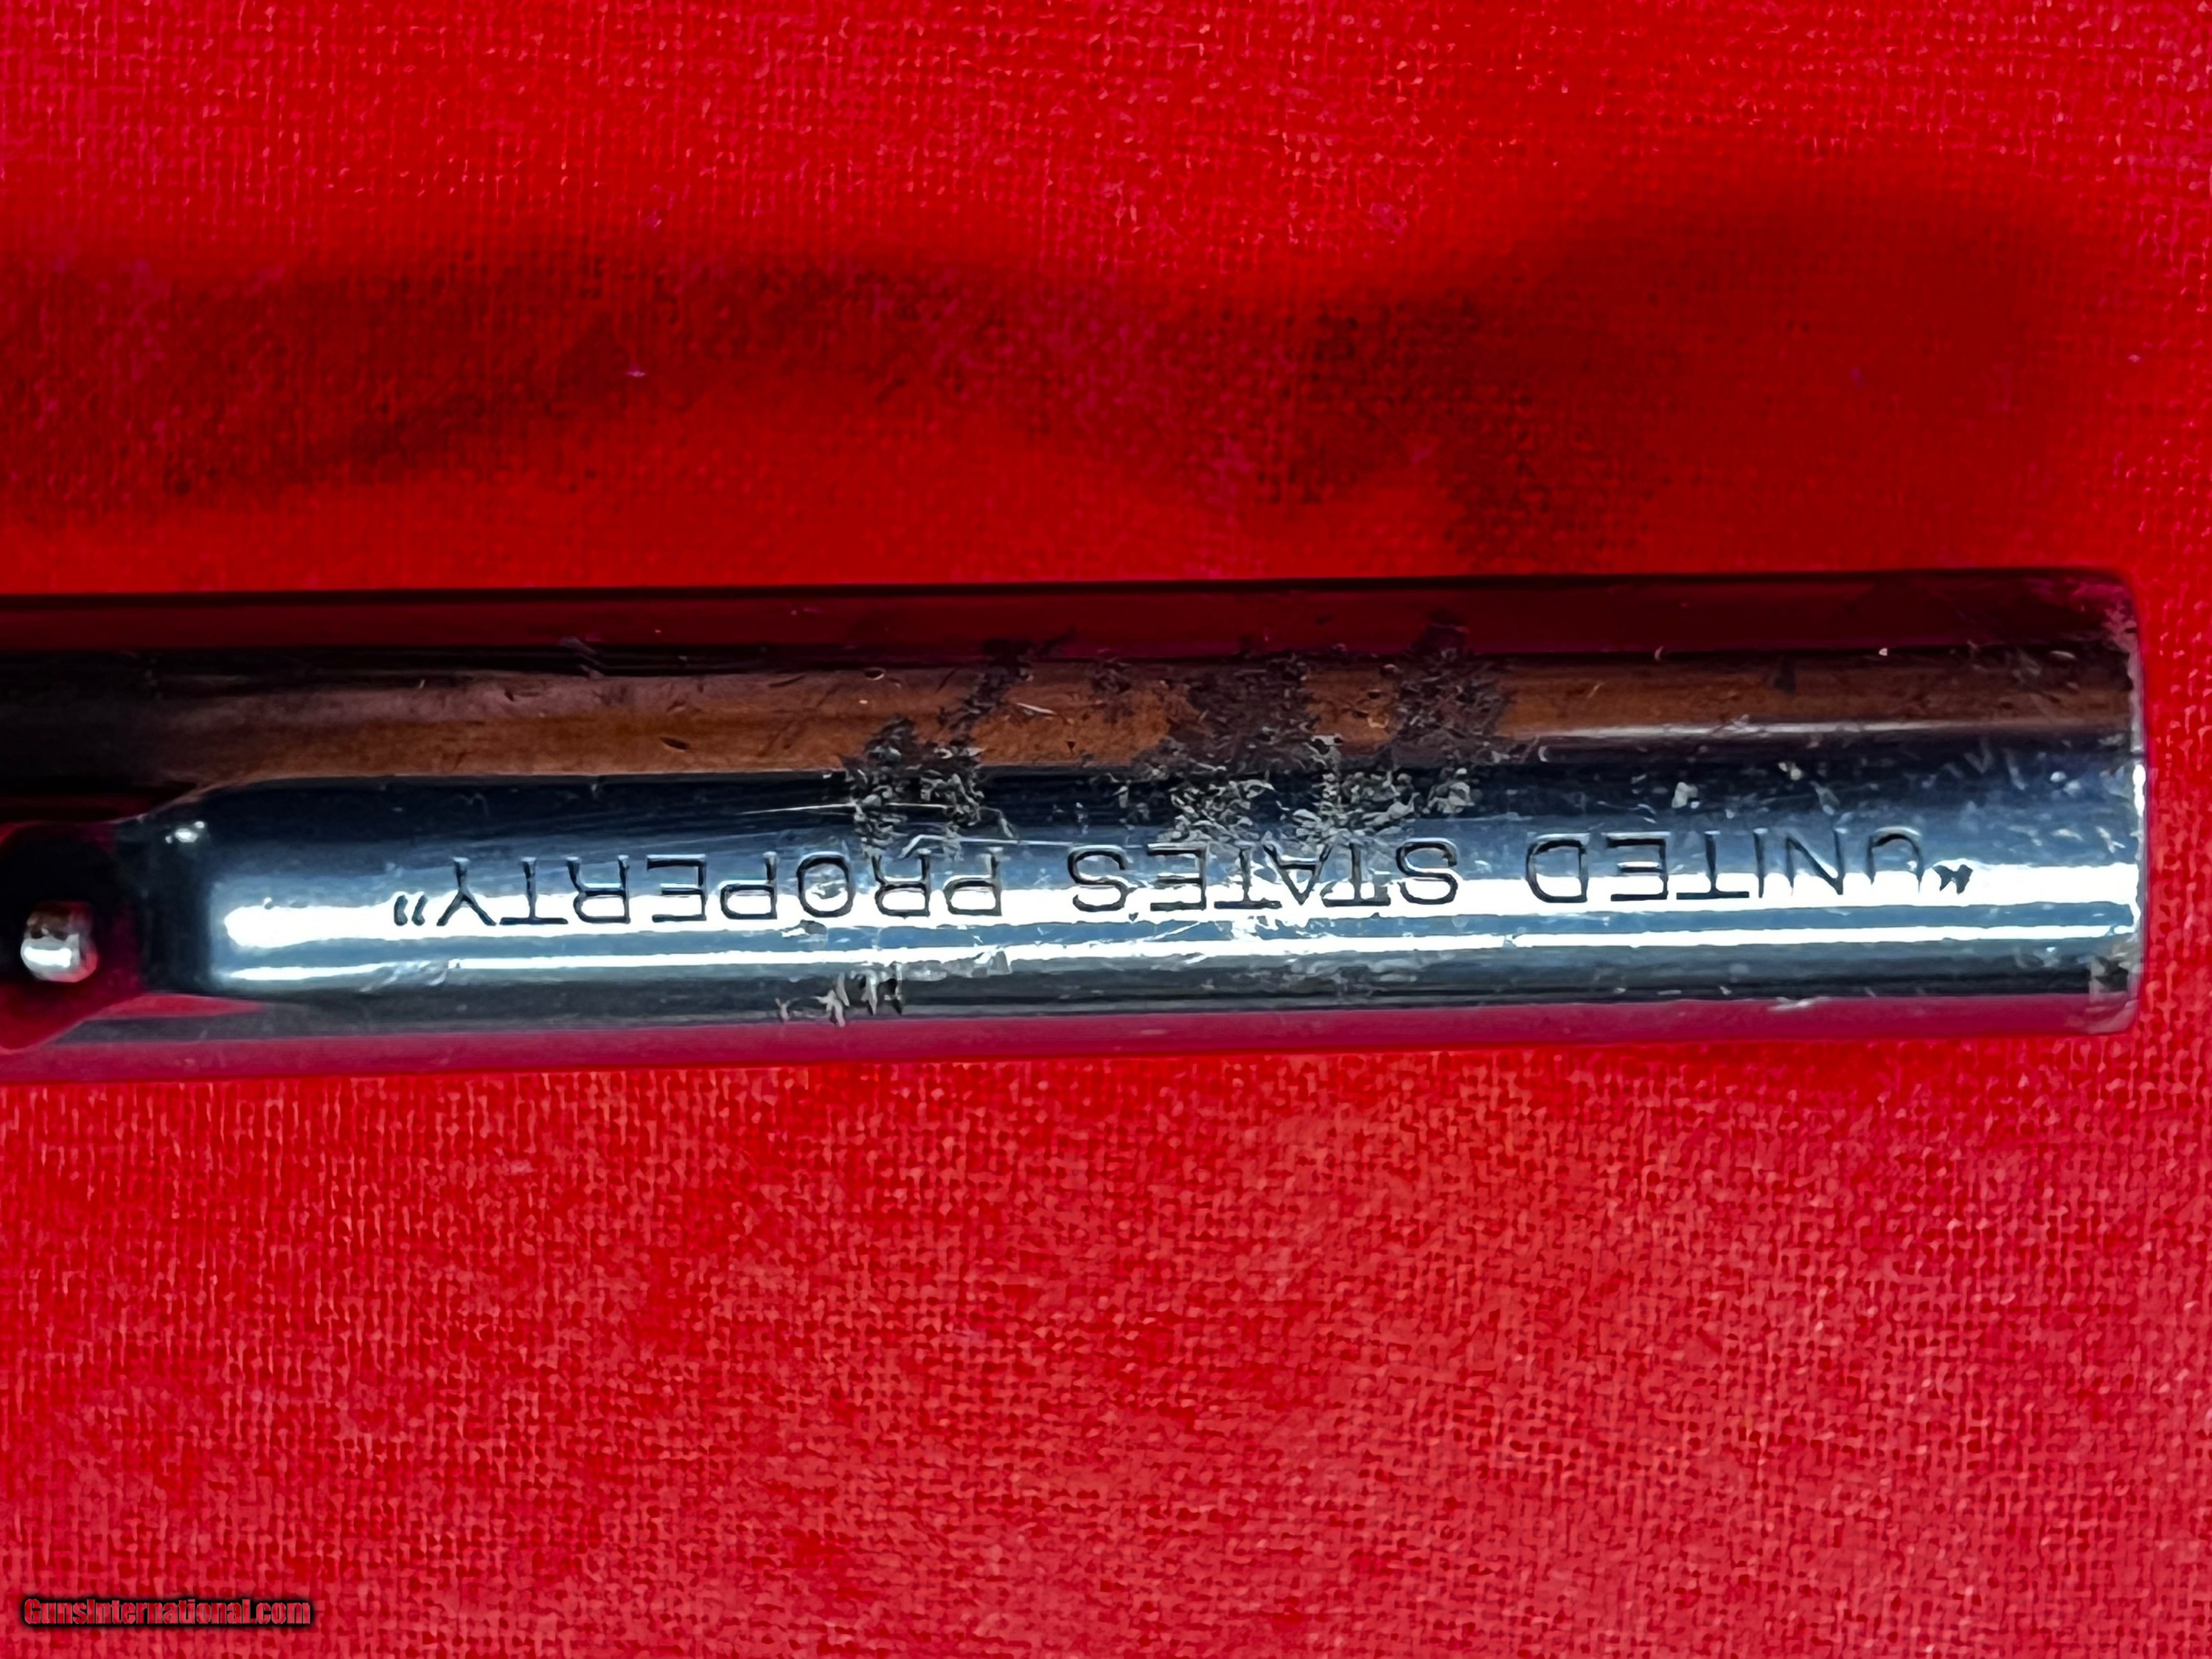 “UNITED STATES PROPERTY”
GunsInternational.com